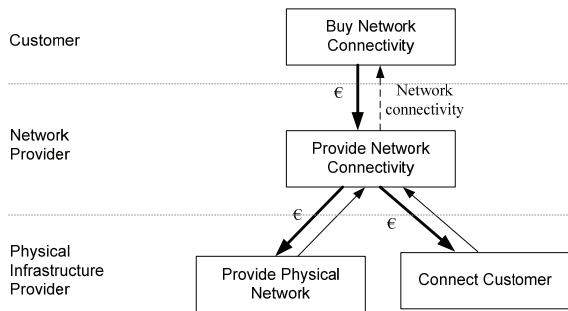 Customer
Buy Network
Connectivity
€
Network
connectivity
Network
Provider
Provide Network
Connectivity
€
€
Physical
Infrastructure
Provider
Provide Physical
Network
Connect Customer